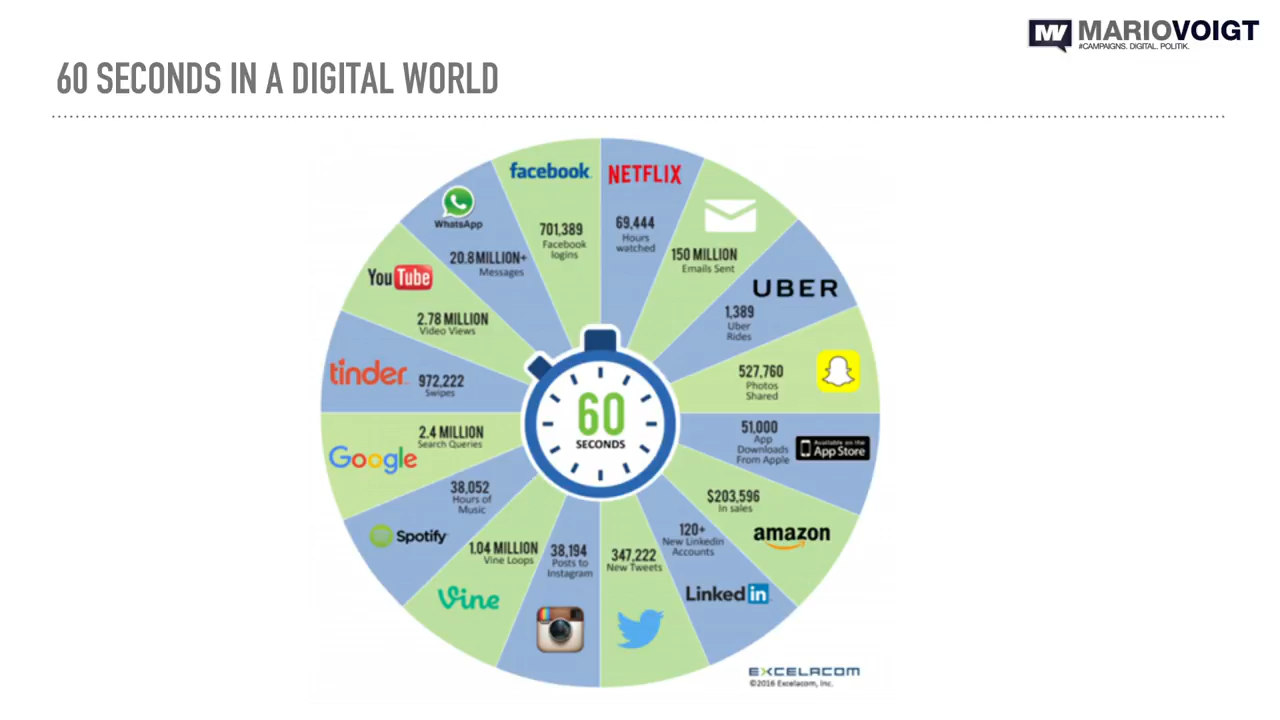 MW MARIOVOIGT
#CAMPAIGNS. DIGITAL. POLITIK.
60 SECONDS IN A DIGITAL WORLD
facebook
701,389
Facebook
logins
NETFLIX
69,444
Hours
watched
150 MILLION
Emails Sent
UBER
1,389
Uber
Rides
527,760
Photos
Shared
51,000
App
Downloads
From Apple
Available on the
App Store
$203,596
In sales
amazon
120+
New Linkedin
Accounts
Linked in
347,222
New Tweets
38,194
Posts to
Instagram
1.04 MILLION
Vine Loops
Vine
38,052
Hours of
Music
Spotify
2.4 MILLION
Search Queries
Google
tinder
972,222
Swipes
You Tube
2.78 MILLION
Video Views
WhatsApp
20.8 MILLION+
Messages
60
SECONDS
EXCELACOM
©2016 Excelacom, Inc.